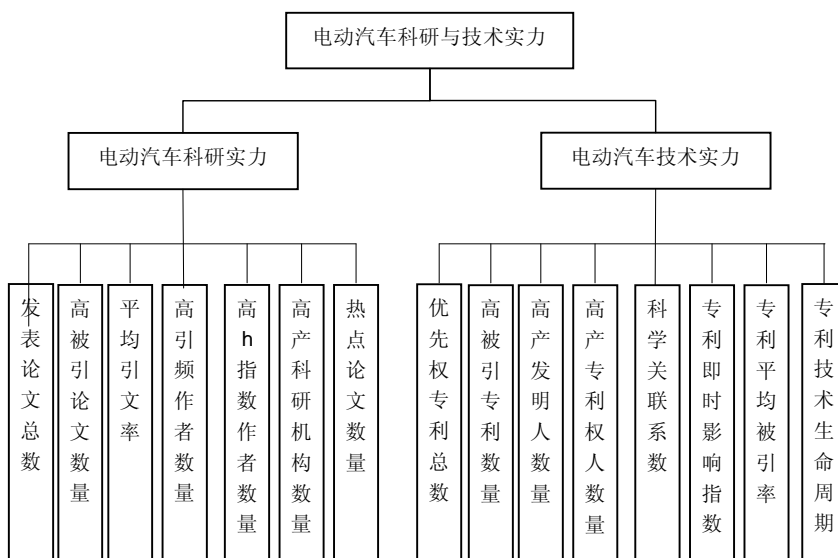 电动汽车科研与技术实力
电动汽车科研实力
电动汽车技术实力
发表论文总数
高被引论文数量
平均引文率
高引频作者数量
高h指数作者数量
高产科研机构数量
热点论文数量
优先权专利总数
高被引专利数量
高产发明人数量
高产专利权人数量
科学关联系数
专利即时影响指数
专利平均被引率
专利技术生命周期